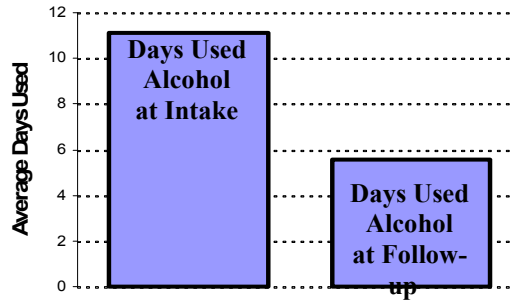 12
10
8
6
4
2
0
Average Days Used
Days Used
Alcohol
at Intake
Days Used
Alcohol
at Follow-
up